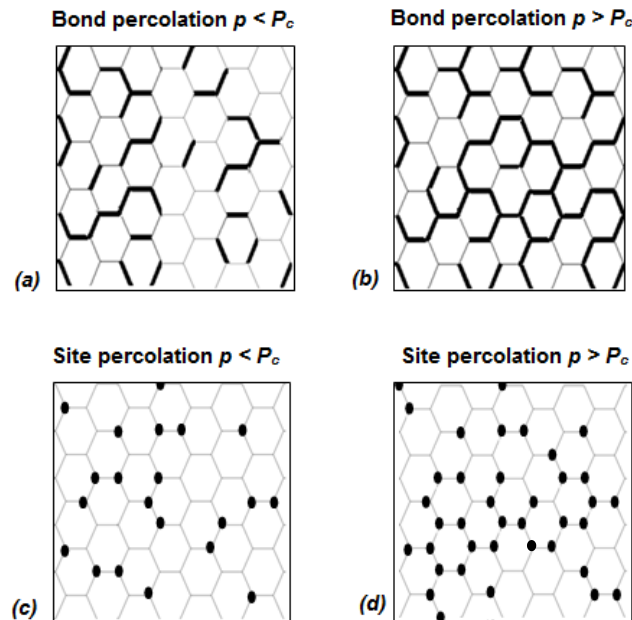 Bond percolation p < Pc
Bond percolation p > Pc
(a)
(b)
Site percolation p < Pc
Site percolation p > Pc
(c)
(d)